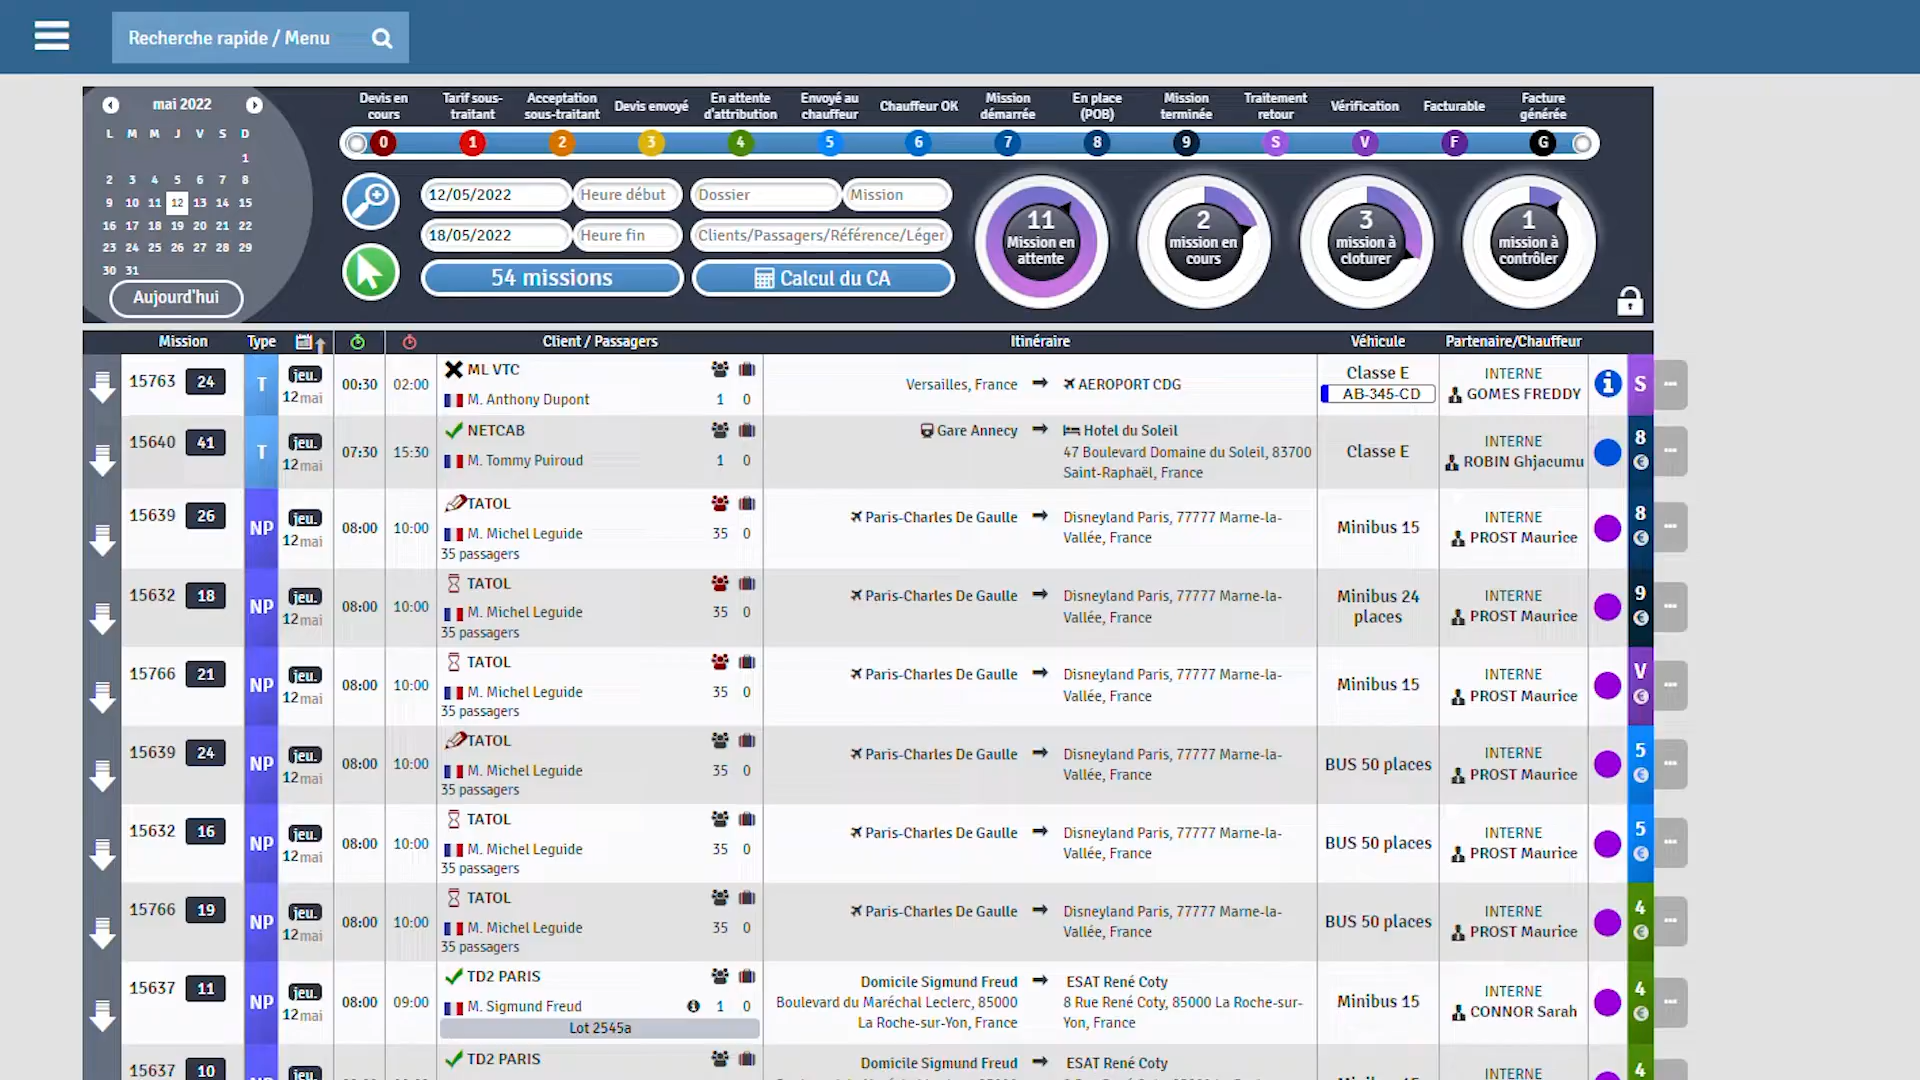 Recherche rapide / Menu
mai 2022
L M M J V S D
1
2 3 4 5 6 7 8
9 10 11 12 13 14 15
16 17 18 19 20 21 22
23 24 25 26 27 28 29
30 31
Aujourd'hui
Devis en cours
Tarif sous-traitant
Acceptation sous-traitant
Devis envoyé
En attente d'attribution
Envoyé au chauffeur
Chauffeur OK
Mission démarrée
En place (POB)
Mission terminée
Traitement retour
Vérification
Facturable
Facture générée
0 1 2 3 4 5 6 7 8 9 S V F G
12/05/2022 Heure début Dossier Mission
18/05/2022 Heure fin Clients/Passagers/Référence/Léger
54 missions Calcul du CA
11 Mission en attente
2 mission en cours
3 mission à cloturer
1 mission à contrôler
Mission Type Client / Passagers Itinéraire Véhicule Partenaire/Chauffeur
15763 24 T jeu. 12 mai 00:30 02:00 ML VTC
M. Anthony Dupont 1 0
Versailles, France AEROPORT CDG
Classe E
AB-345-CD
INTERNE
GOMES FREDDY
S
15640 41 T jeu. 12 mai 07:30 15:30 NETCAB
M. Tommy Puiroud 1 0
Gare Annecy Hotel du Soleil
47 Boulevard Domaine du Soleil, 83700
Saint-Raphaël, France
Classe E
INTERNE
ROBIN Ghjacumu
8
€
15639 26 NP jeu. 12 mai 08:00 10:00 TATOL
M. Michel Leguide 35 0
35 passagers
Paris-Charles De Gaulle Disneyland Paris, 77777 Marne-la-
Vallée, France
Minibus 15
INTERNE
PROST Maurice
8
€
15632 18 NP jeu. 12 mai 08:00 10:00 TATOL
M. Michel Leguide 35 0
35 passagers
Paris-Charles De Gaulle Disneyland Paris, 77777 Marne-la-
Vallée, France
Minibus 24
places
INTERNE
PROST Maurice
9
€
15766 21 NP jeu. 12 mai 08:00 10:00 TATOL
M. Michel Leguide 35 0
35 passagers
Paris-Charles De Gaulle Disneyland Paris, 77777 Marne-la-
Vallée, France
Minibus 15
INTERNE
PROST Maurice
V
€
15639 24 NP jeu. 12 mai 08:00 10:00 TATOL
M. Michel Leguide 35 0
35 passagers
Paris-Charles De Gaulle Disneyland Paris, 77777 Marne-la-
Vallée, France
BUS 50 places
INTERNE
PROST Maurice
5
€
15632 16 NP jeu. 12 mai 08:00 10:00 TATOL
M. Michel Leguide 35 0
35 passagers
Paris-Charles De Gaulle Disneyland Paris, 77777 Marne-la-
Vallée, France
BUS 50 places
INTERNE
PROST Maurice
5
€
15766 19 NP jeu. 12 mai 08:00 10:00 TATOL
M. Michel Leguide 35 0
35 passagers
Paris-Charles De Gaulle Disneyland Paris, 77777 Marne-la-
Vallée, France
BUS 50 places
INTERNE
PROST Maurice
4
€
15637 11 NP jeu. 12 mai 08:00 09:00 TD2 PARIS
M. Sigmund Freud 1 0
Lot 2545a
Domicile Sigmund Freud ESAT René Coty
Boulevard du Maréchal Leclerc, 85000 8 Rue René Coty, 85000 La Roche-sur-
La Roche-sur-Yon, France Yon, France
Minibus 15
INTERNE
CONNOR Sarah
4
€
15637 10 jeu. TD2 PARIS
Domicile Sigmund Freud ESAT René Coty
INTERNE
4